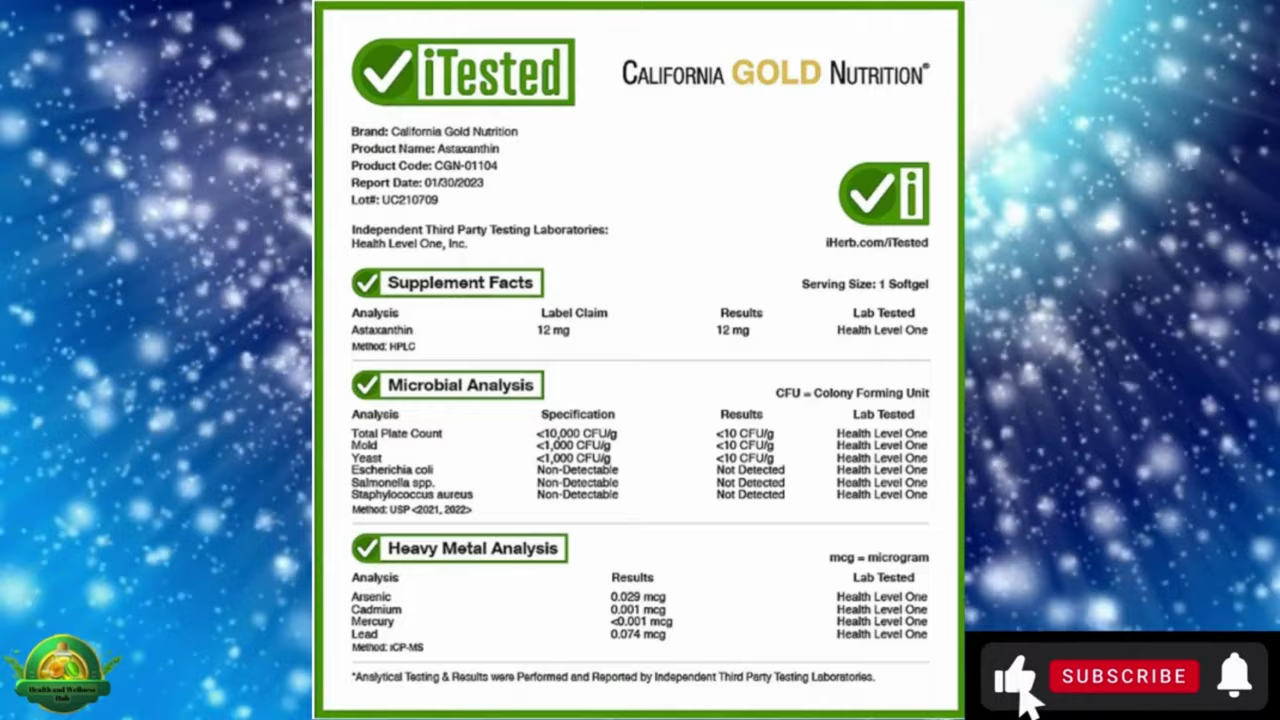 iTested
CALIFORNIA GOLD NUTRITION®
Brand: California Gold Nutrition
Product Name: Astaxanthin
Product Code: CGN-01104
Report Date: 01/30/2023
Lot#: UC210709
i
Independent Third Party Testing Laboratories:
Health Level One, Inc.
iHerb.com/iTested
Supplement Facts
Serving Size: 1 Softgel
Analysis Label Claim Results Lab Tested
Astaxanthin 12 mg 12 mg Health Level One
Method: HPLC
Microbial Analysis
CFU = Colony Forming Unit
Analysis Specification Results Lab Tested
Total Plate Count <10,000 CFU/g <10 CFU/g Health Level One
Mold <1,000 CFU/g <10 CFU/g Health Level One
Yeast <1,000 CFU/g <10 CFU/g Health Level One
Escherichia coli Non-Detectable Not Detected Health Level One
Salmonella spp. Non-Detectable Not Detected Health Level One
Staphylococcus aureus Non-Detectable Not Detected Health Level One
Method: USP <2021, 2022>
Heavy Metal Analysis
mcg = microgram
Analysis Results Lab Tested
Arsenic 0.029 mcg Health Level One
Cadmium 0.001 mcg Health Level One
Mercury <0.001 mcg Health Level One
Lead 0.074 mcg Health Level One
Method: ICP-MS
*Analytical Testing & Results were Performed and Reported by Independent Third Party Testing Laboratories.
Health and Wellness
Hub
SUBSCRIBE